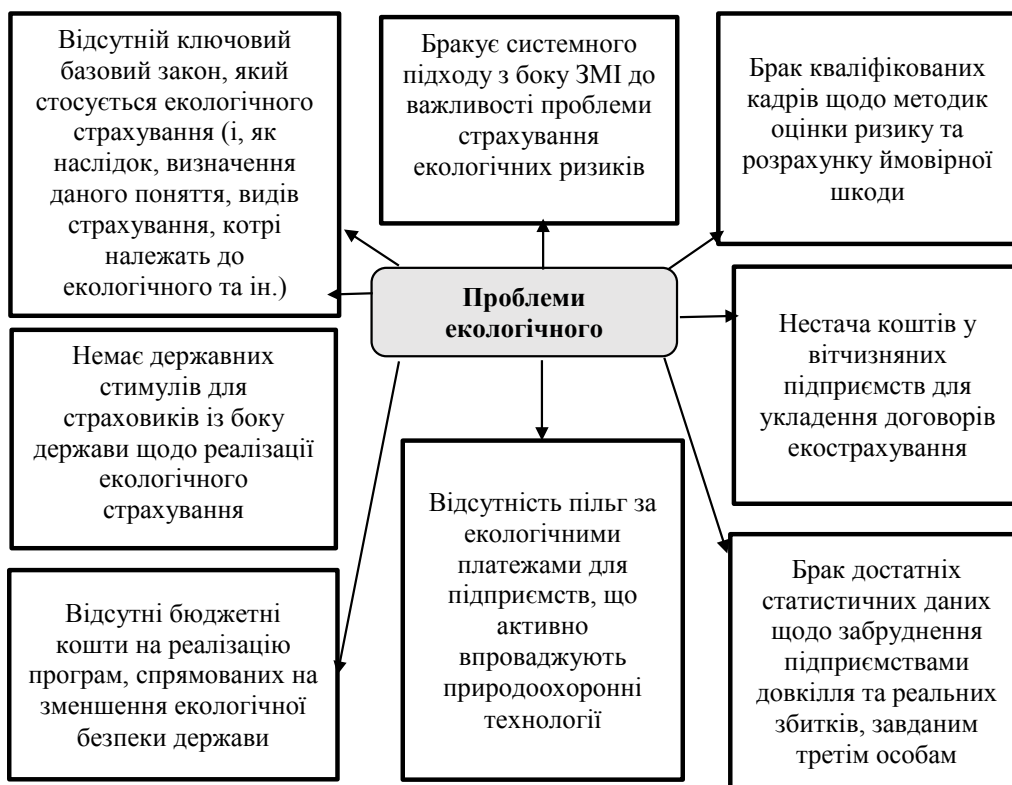 Відсутній ключовий
базовий закон, який
стосується екологічного
страхування (і, як
наслідок, визначення
даного поняття, видів
страхування, котрі
належать до
екологічного та ін.)
Бракує системного
підходу з боку ЗМІ до
важливості проблеми
страхування
екологічних ризиків
Брак кваліфікованих
кадрів щодо методик
оцінки ризику та
розрахунку ймовірної
шкоди
Проблеми
екологічного
Немає державних
стимулів для
страховиків із боку
держави щодо реалізації
екологічного
страхування
Нестача коштів у
вітчизняних
підприємств для
укладення договорів
екострахування
Відсутні бюджетні
кошти на реалізацію
програм, спрямованих на
зменшення екологічної
безпеки держави
Відсутність пільг за
екологічними
платежами для
підприємств, що
активно
впроваджують
природоохоронні
технології
Брак достатніх
статистичних даних
щодо забруднення
підприємствами
довкілля та реальних
збитків, завданим
третім особам